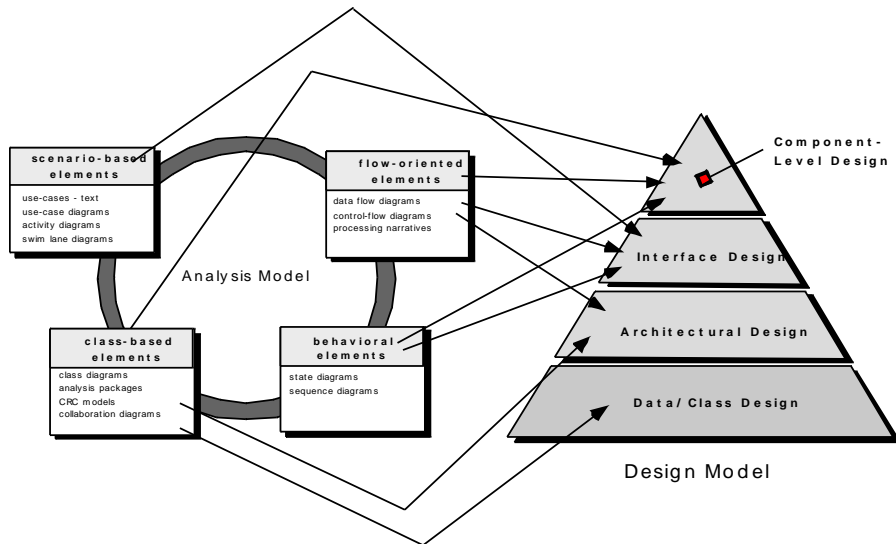 scenario-based
elements
use-cases - text
use-case diagrams
activity diagrams
swim lane diagrams
flow-oriented
elements
data flow diagrams
control-flow diagrams
processing narratives
Analysis Model
class-based
elements
class diagrams
analysis packages
CRC models
collaboration diagrams
behavioral
elements
state diagrams
sequence diagrams
Component-
Level Design
Interface Design
Architectural Design
Data/Class Design
Design Model